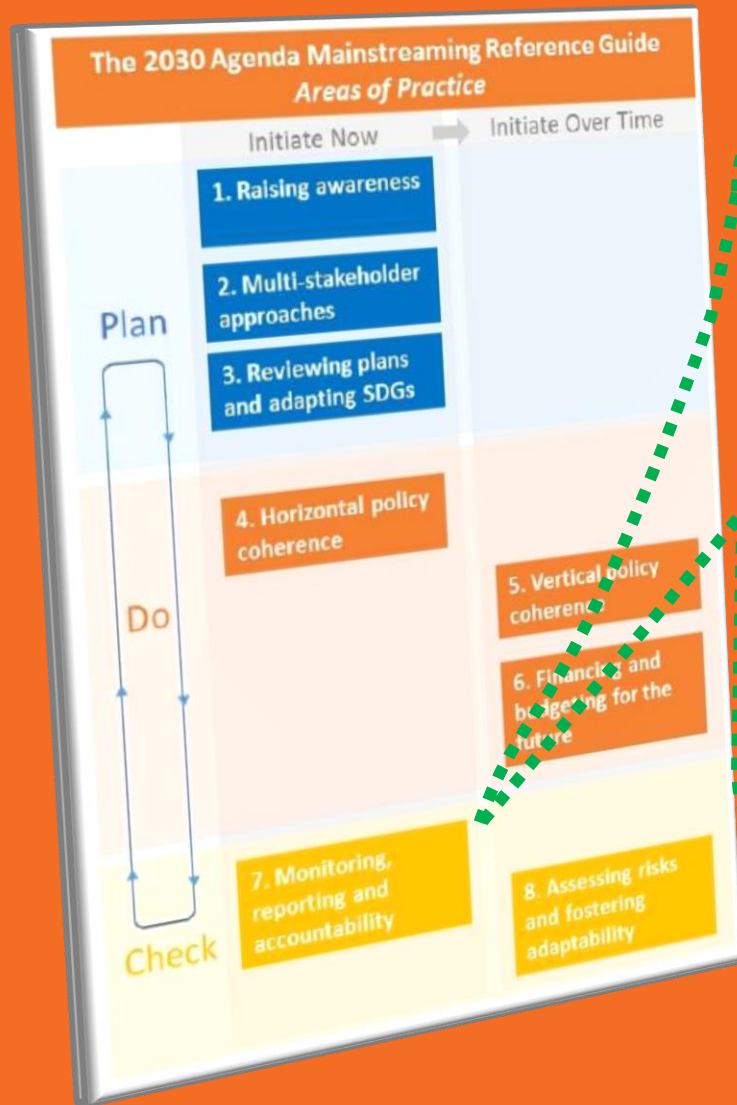 The 2030 Agenda Mainstreaming Reference Guide
Areas of Practice
Initiate Now
Initiate Over Time
Plan
1. Raising awareness
2. Multi-stakeholder
approaches
3. Reviewing plans
and adapting SDGs
Do
4. Horizontal policy
coherence
5. Vertical policy
coherence
6. Financing and
budgeting for the
future
Check
7. Monitoring,
reporting and
accountability
8. Assessing risks
and fostering
adaptability